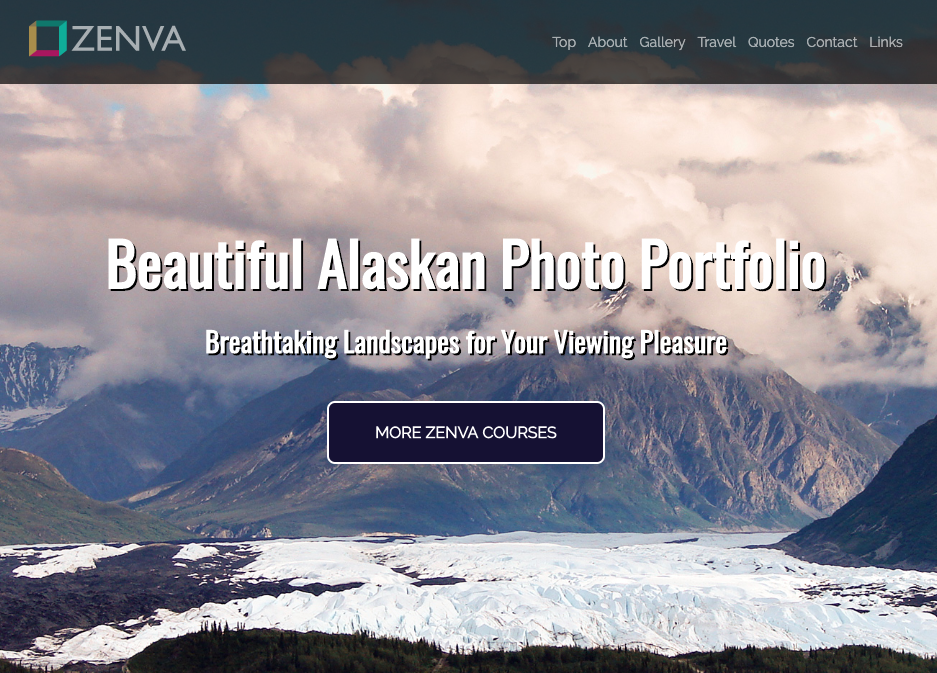 ZENVA
Top About Gallery Travel Quotes Contact Links
Beautiful Alaskan Photo Portfolio
Breathtaking Landscapes for Your Viewing Pleasure
MORE ZENVA COURSES